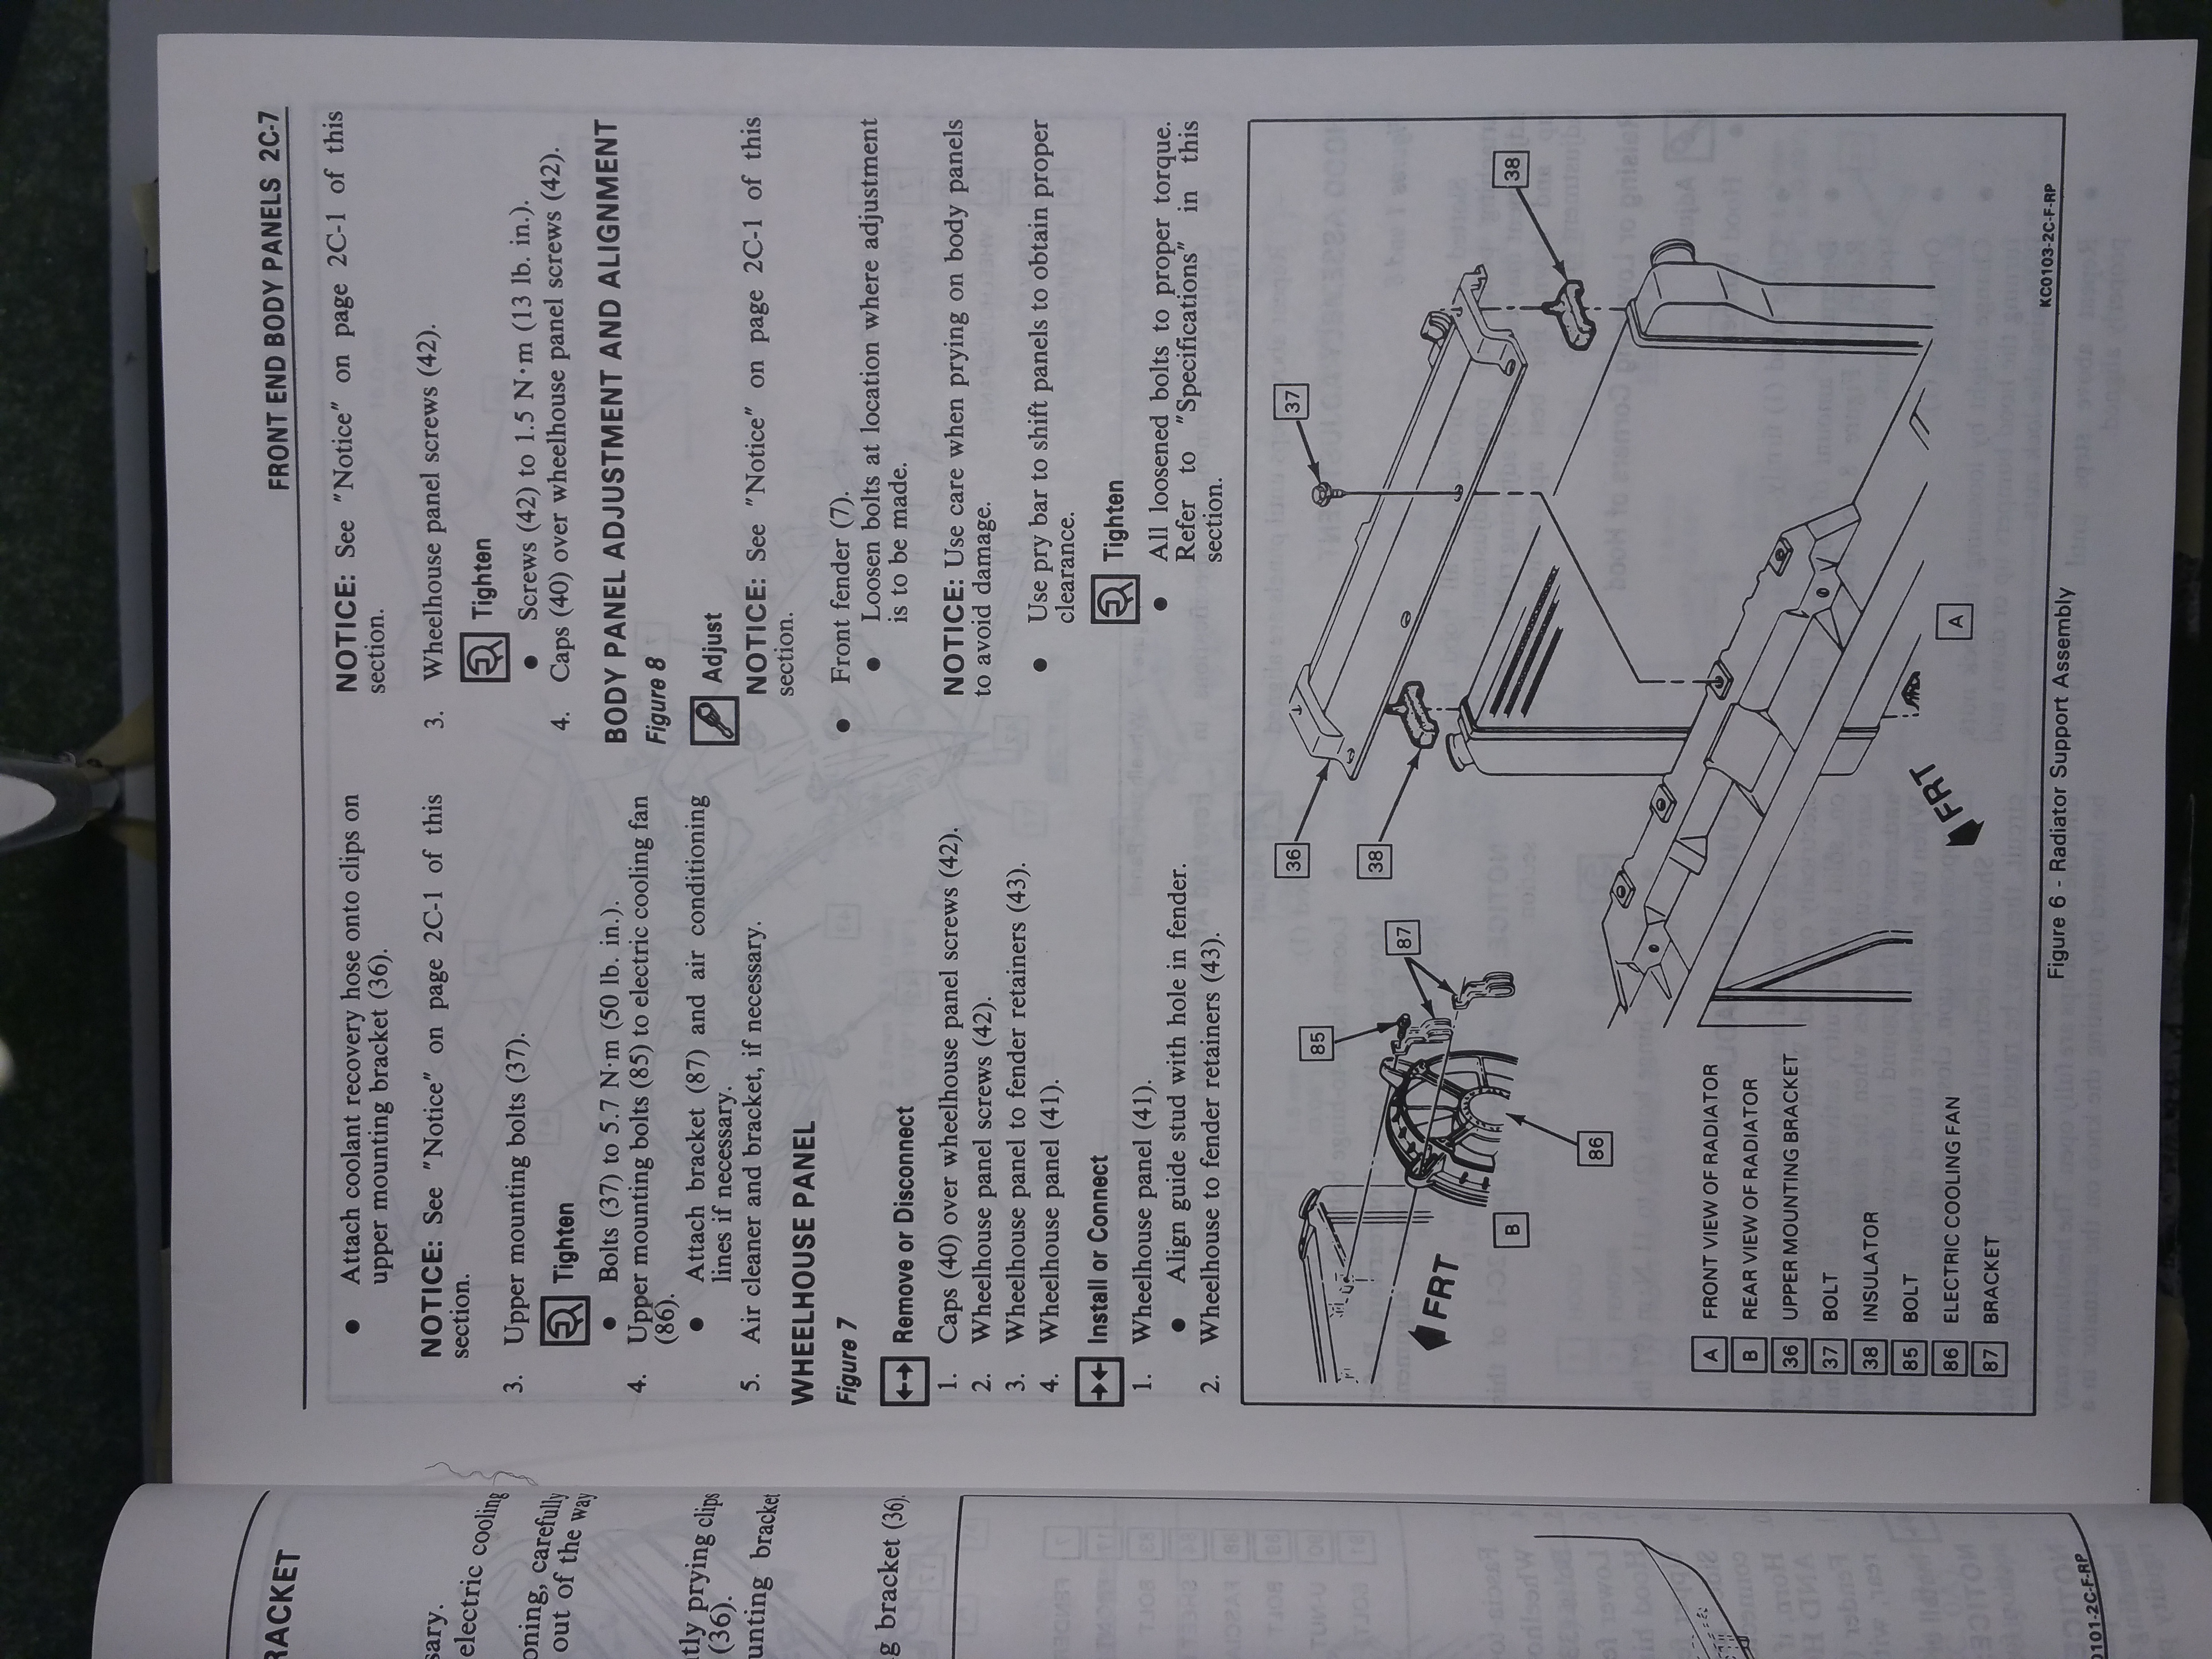 FRONT END BODY PANELS 2C-7
● Attach coolant recovery hose onto clips on
upper mounting bracket (36).
NOTICE: See "Notice" on page 2C-1 of this
section.
3. Upper mounting bolts (37).
Tighten
● Bolts (37) to 5.7 N·m (50 lb. in.).
4. Upper mounting bolts (85) to electric cooling fan
(86).
● Attach bracket (87) and air conditioning
lines if necessary.
5. Air cleaner and bracket, if necessary.
WHEELHOUSE PANEL
Figure 7
Remove or Disconnect
1. Caps (40) over wheelhouse panel screws (42).
2. Wheelhouse panel screws (42).
3. Wheelhouse panel to fender retainers (43).
4. Wheelhouse panel (41).
Install or Connect
1. Wheelhouse panel (41).
● Align guide stud with hole in fender.
2. Wheelhouse to fender retainers (43).
NOTICE: See "Notice" on page 2C-1 of this
section.
3. Wheelhouse panel screws (42).
Tighten
● Screws (42) to 1.5 N·m (13 lb. in.).
4. Caps (40) over wheelhouse panel screws (42).
BODY PANEL ADJUSTMENT AND ALIGNMENT
Figure 8
Adjust
NOTICE: See "Notice" on page 2C-1 of this
section.
● Front fender (7).
● Loosen bolts at location where adjustment
is to be made.
NOTICE: Use care when prying on body panels
to avoid damage.
● Use pry bar to shift panels to obtain proper
clearance.
Tighten
● All loosened bolts to proper torque.
Refer to "Specifications" in this
section.
36
37
38
38
85
87
86
B
FRT
FRT
A
A FRONT VIEW OF RADIATOR
B REAR VIEW OF RADIATOR
36 UPPER MOUNTING BRACKET
37 BOLT
38 INSULATOR
85 BOLT
86 ELECTRIC COOLING FAN
87 BRACKET
KC0103-2C-F-RP
Figure 6 - Radiator Support Assembly
electric cooling
carefully
out of the way
prying clips
(36).
bracket
bracket (36).